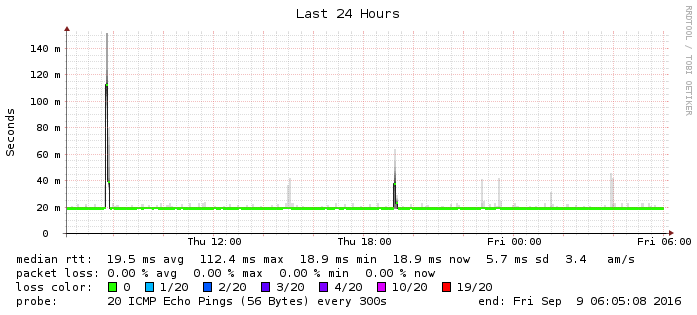 Last 24 Hours
RRDTOOL / TOBI OETIKER
Seconds
140 m
120 m
100 m
80 m
60 m
40 m
20 m
0
Thu 12:00 Thu 18:00 Fri 00:00 Fri 06:00
median rtt: 19.5 ms avg 112.4 ms max 18.9 ms min 18.9 ms now 5.7 ms sd 3.4 am/s
packet loss: 0.00 % avg 0.00 % max 0.00 % min 0.00 % now
loss color: 0 1/20 2/20 3/20 4/20 10/20 19/20
probe: 20 ICMP Echo Pings (56 Bytes) every 300s end: Fri Sep 9 06:05:08 2016